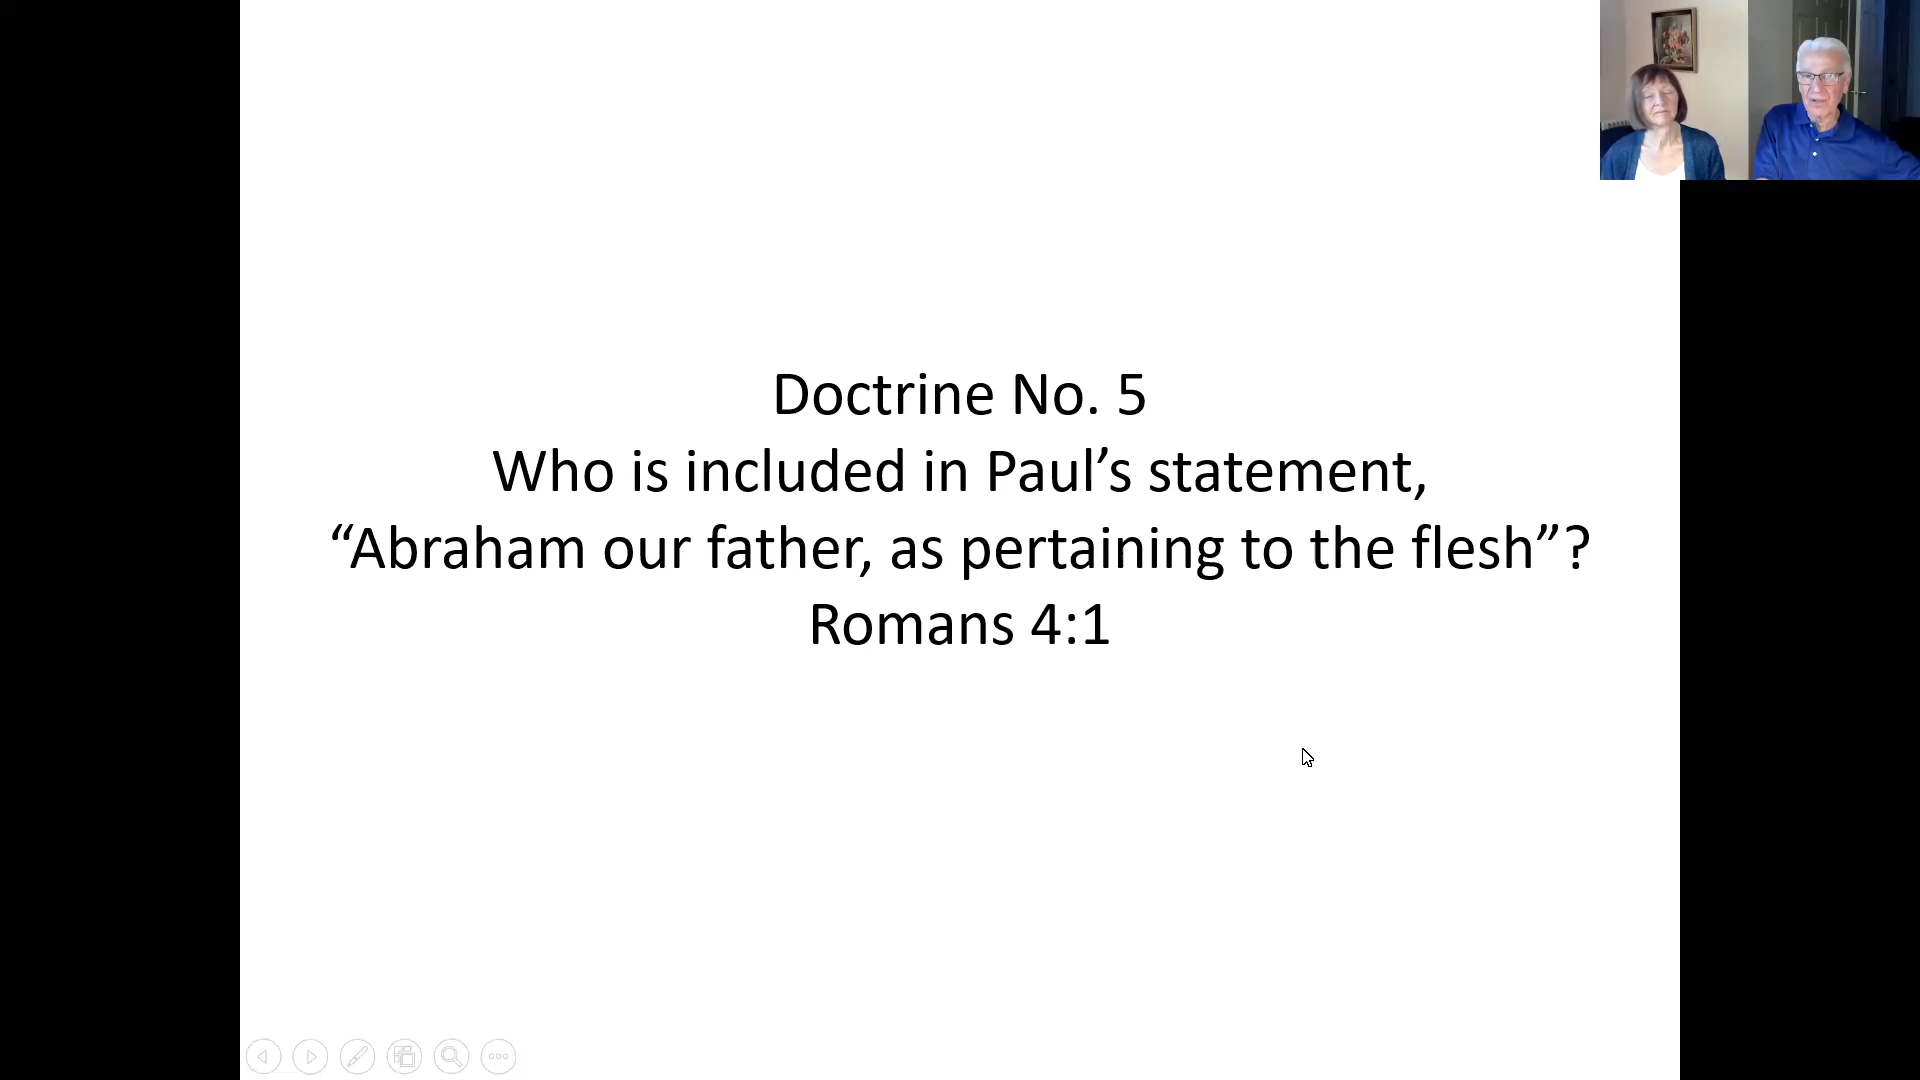 Doctrine No. 5
Who is included in Paul’s statement,
“Abraham our father, as pertaining to the flesh”?
Romans 4:1